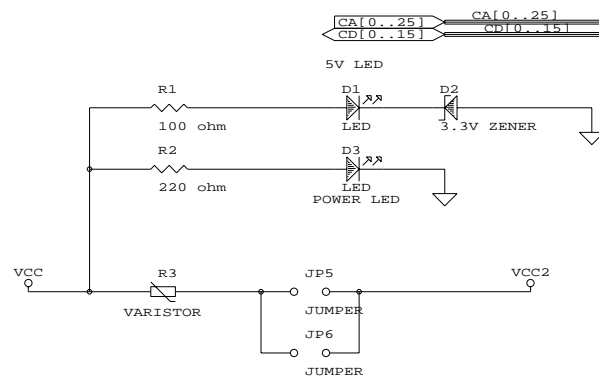 CA[0..25] CA[0..25]
CD[0..15] CD[0..15]
5V LED
R1 D1 D2
100 ohm LED 3.3V ZENER
R2 D3
220 ohm LED
POWER LED
VCC R3 JP5 VCC2
VARISTOR JUMPER
JP6
JUMPER